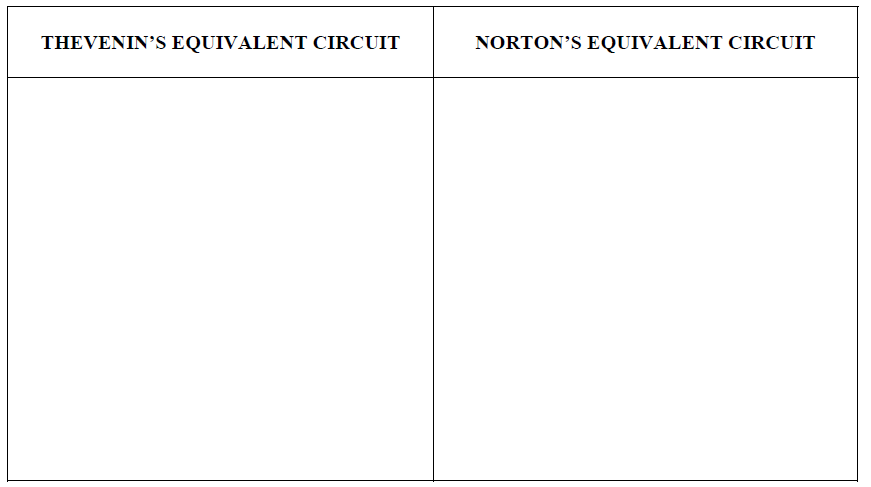 THEVENIN’S EQUIVALENT CIRCUIT
NORTON’S EQUIVALENT CIRCUIT